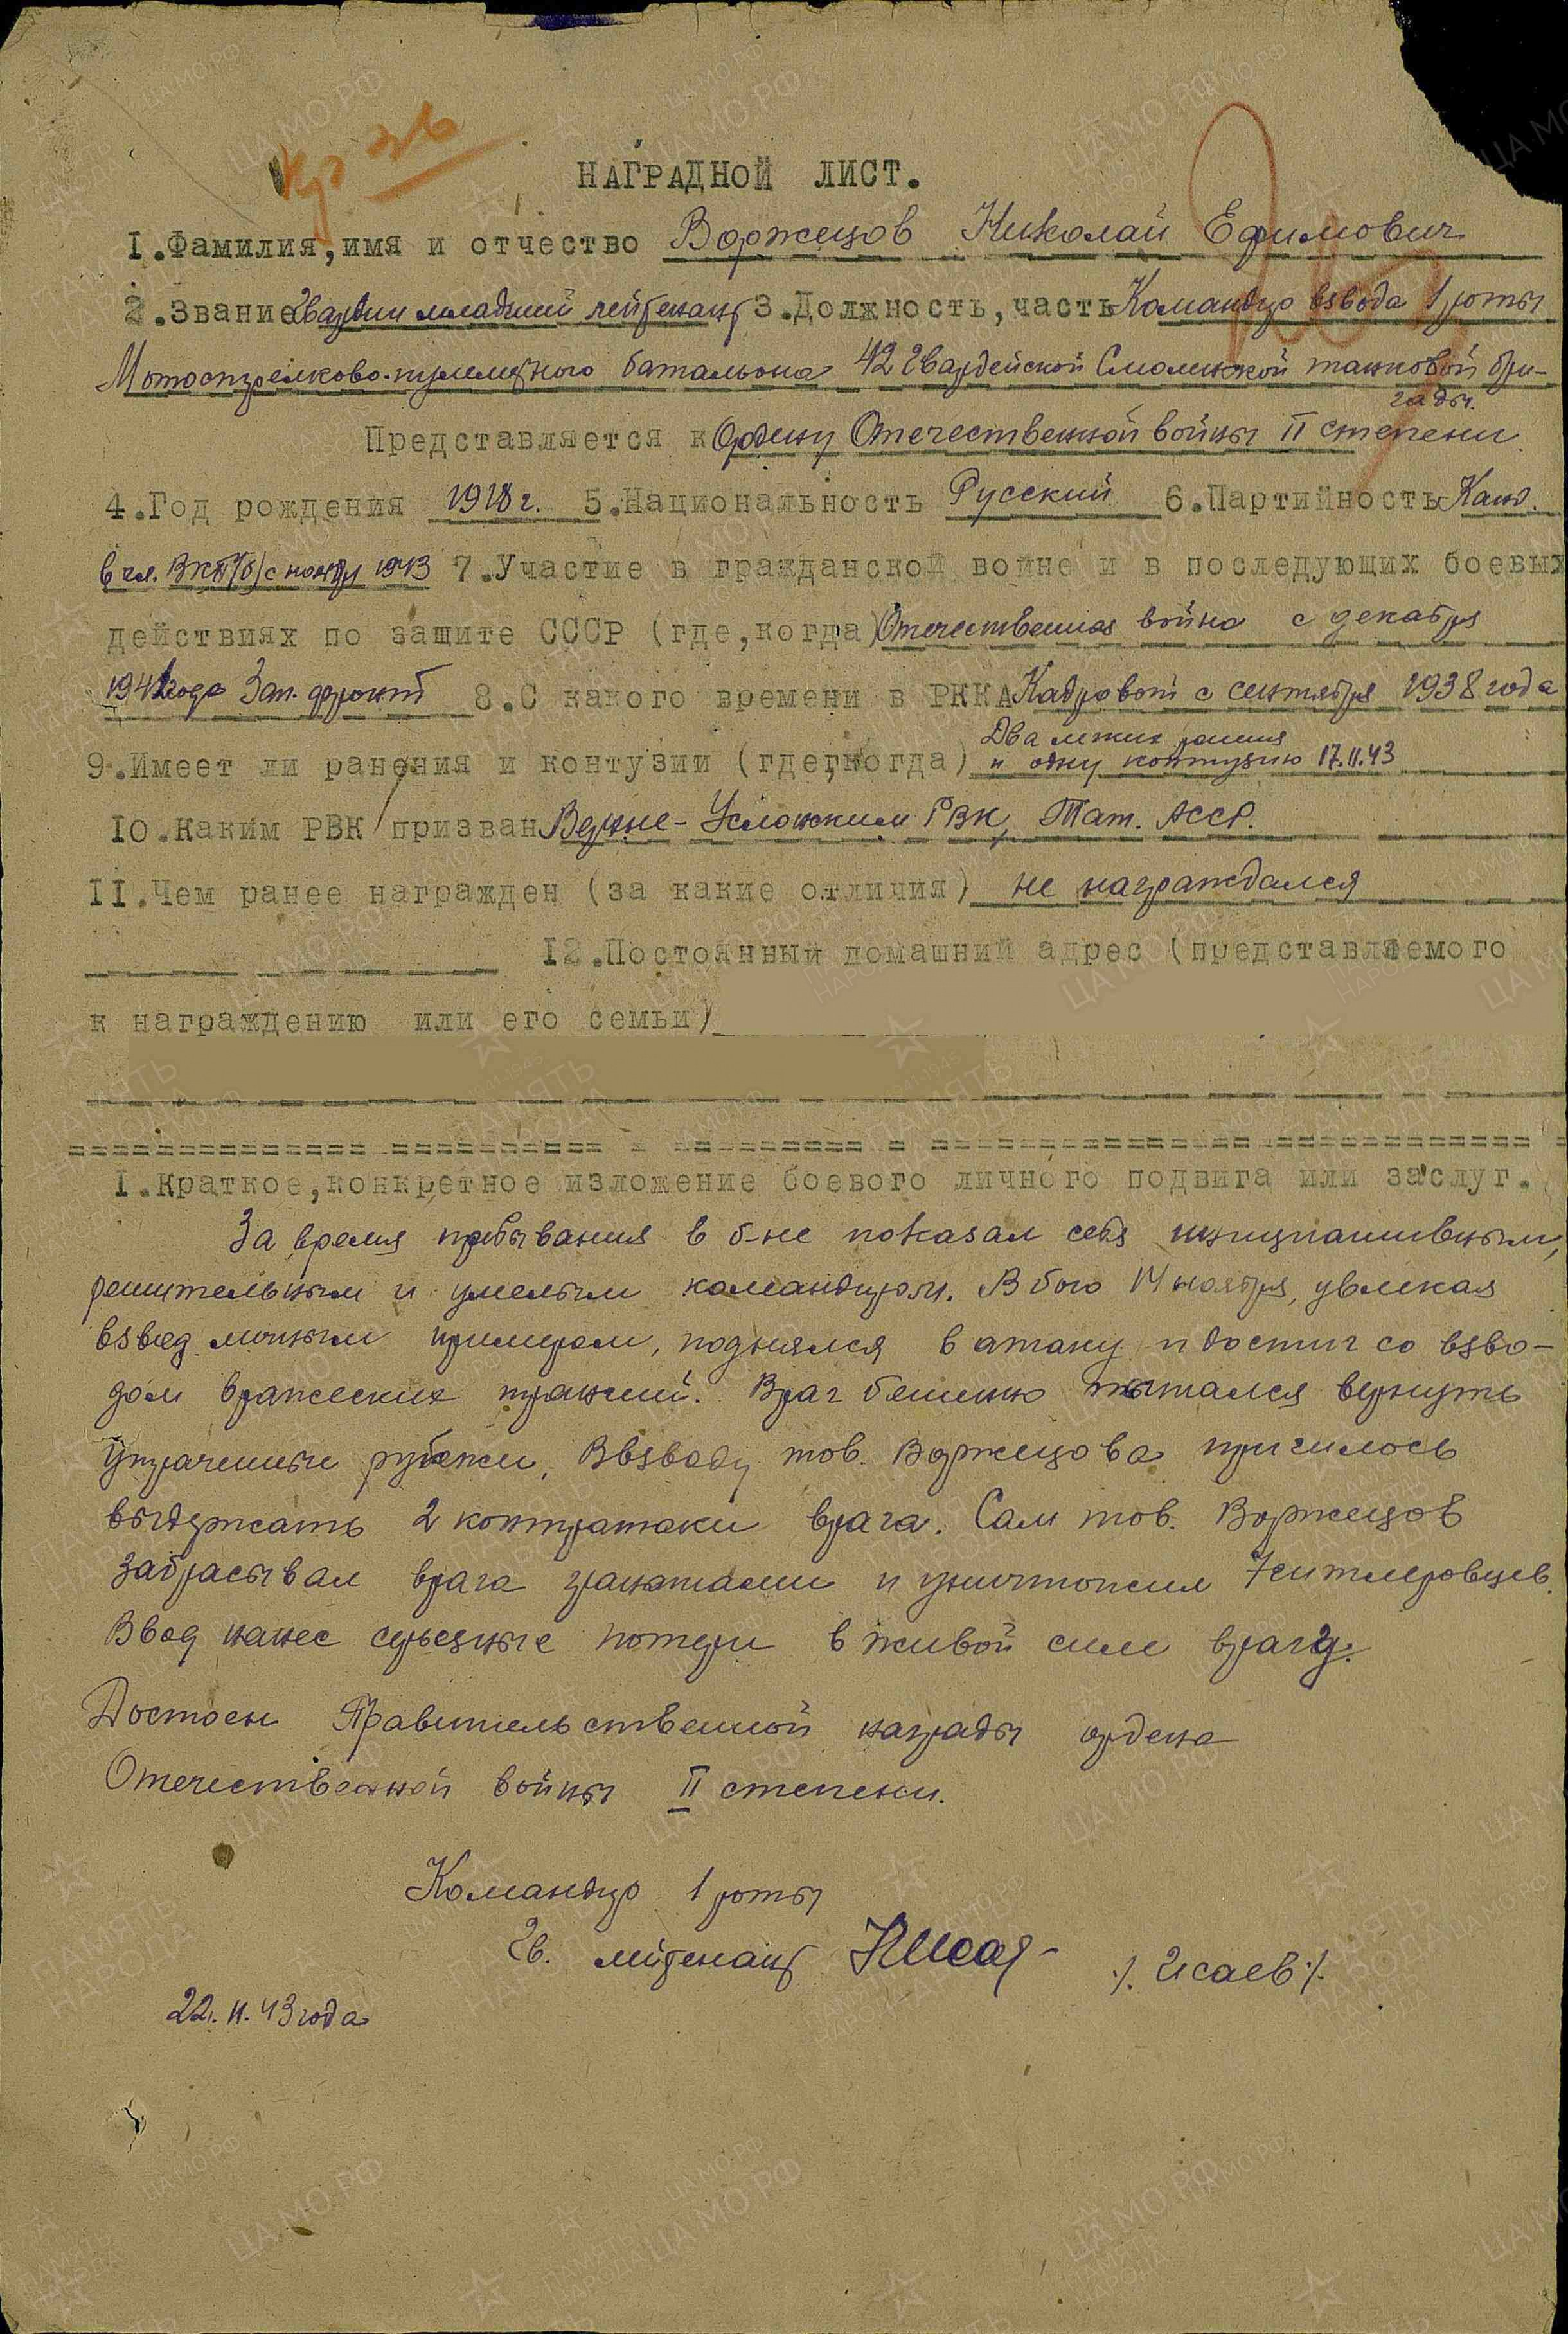 НАГРАДНОЙ ЛИСТ.
I.Фамилия,имя и отчество Воржецов Николай Ефимович
2.Звание Гвардии младший лейтенант 3.Должность,часть Командир взвода 1 роты
Мотострелково-пулеметного батальона 42 Гвардейской Смоленской танковой бри-
гады.
Представляется к Ордену Отечественной войны II степени
4.Год рождения 1918 г. 5.Национальность Русский 6.Партийность Канд.
в чл. ВКП(б) с ноября 1943 7.Участие в гражданской войне и в последующих боевых
действиях по защите СССР (где,когда) Отечественная война с декабря
1942 года Зап. фронт 8.С какого времени в РККА Кадровой с сентября 1938 года
9.Имеет ли ранения и контузии (где,когда) Два легких ранения
и одну контузию 17.11.43
IO.Каким РВК призван Верхне-Услонским РВК, Тат. АССР.
II.Чем ранее награжден (за какие отличия) не награждался
I2.Постоянный домашний адрес (представляемого
к награждению или его семьи)
I.Краткое,конкретное изложение боевого личного подвига или заслуг.
За время пребывания в б-не показал себя инициативным,
решительным и умелым командиром. В бою 14 ноября, увлекая
взвод личным примером, поднялся в атаку и достиг со взво-
дом вражеских траншей. Враг бешено пытался вернуть
утраченные рубежи, Взводу тов. Воржецова пришлось
выдержать 2 контратаки врага. Сам тов. Воржецов
забрасывал врага гранатами и уничтожил 7 гитлеровцев.
Взвод нанес серьезные потери в живой силе врагу.
Достоен Правительственной награды ордена
Отечественной войны II степени.
Командир 1 роты
Гв. лейтенант /. Исаев /.
22.11.43 года